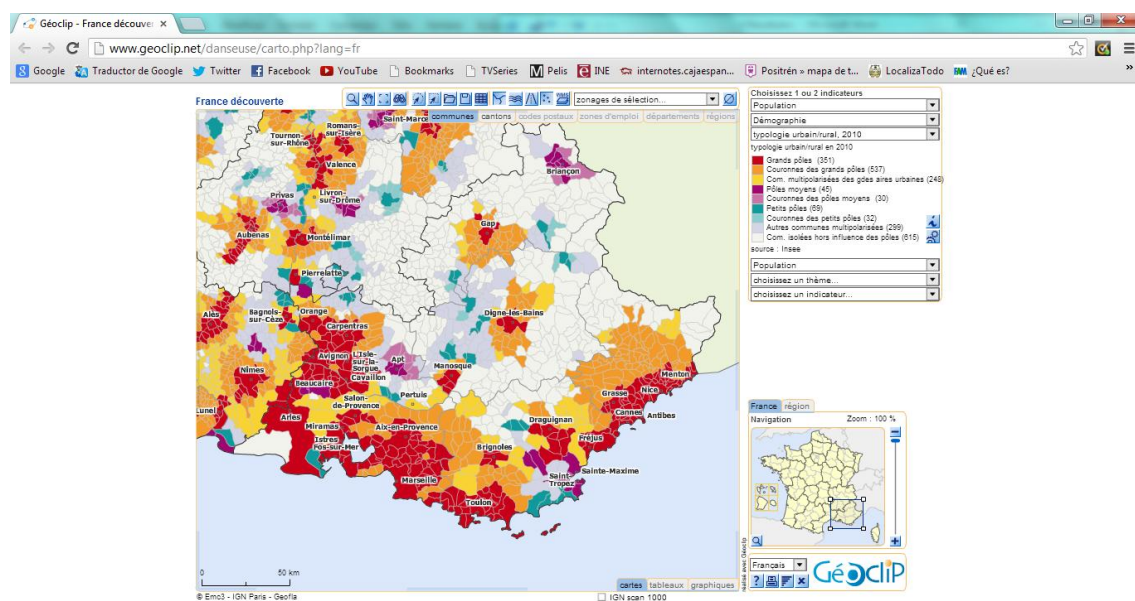 Géoclip - France découver
www.geoclip.net/danseuse/carto.php?lang=fr
Google Traductor de Google Twitter Facebook YouTube Bookmarks TVSeries Pelis INE internotes.cajaespan... Positrén » mapa de t... LocalizaTodo ¿Qué es? »
France découverte
zonages de sélection...
communes cantons codes postaux zones d'emploi départements régions
Tournon-sur-Rhône
Romans-sur-Isère
Saint-Marce
Valence
Briançon
Privas
Livron-sur-Drôme
Gap
Aubenas
Montélimar
Pierrelatte
Alès
Bagnols-sur-Cèze
Orange
Digne-les-Bains
Carpentras
Avignon
L'Isle-sur-la-Sorgue
Apt
Manosque
Nîmes
Cavaillon
Beaucaire
Menton
Nice
Grasse
Salon-de-Provence
Pertuis
Lunel
Arles
Miramas
Aix-en-Provence
Draguignan
Cannes
Antibes
Istres
Fos-sur-Mer
Fréjus
Brignoles
Marseille
Saint-Tropez
Sainte-Maxime
Toulon
0 50 km
cartes tableaux graphiques
© Emc3 - IGN Paris - Geofla
IGN scan 1000
Choisissez 1 ou 2 indicateurs
Population
Démographie
typologie urbain/rural, 2010
typologie urbain/rural en 2010
Grands pôles (351)
Couronnes des grands pôles (537)
Com. multipolarisées des gdes aires urbaines (248)
Pôles moyens (45)
Couronnes des pôles moyens (30)
Petits pôles (69)
Couronnes des petits pôles (32)
Autres communes multipolarisées (299)
Com. isolées hors influence des pôles (615)
source : Insee
Population
choisissez un thème...
choisissez un indicateur...
France région
Navigation Zoom : 100 %
réalisé avec Géoclip
Français
Géoclip